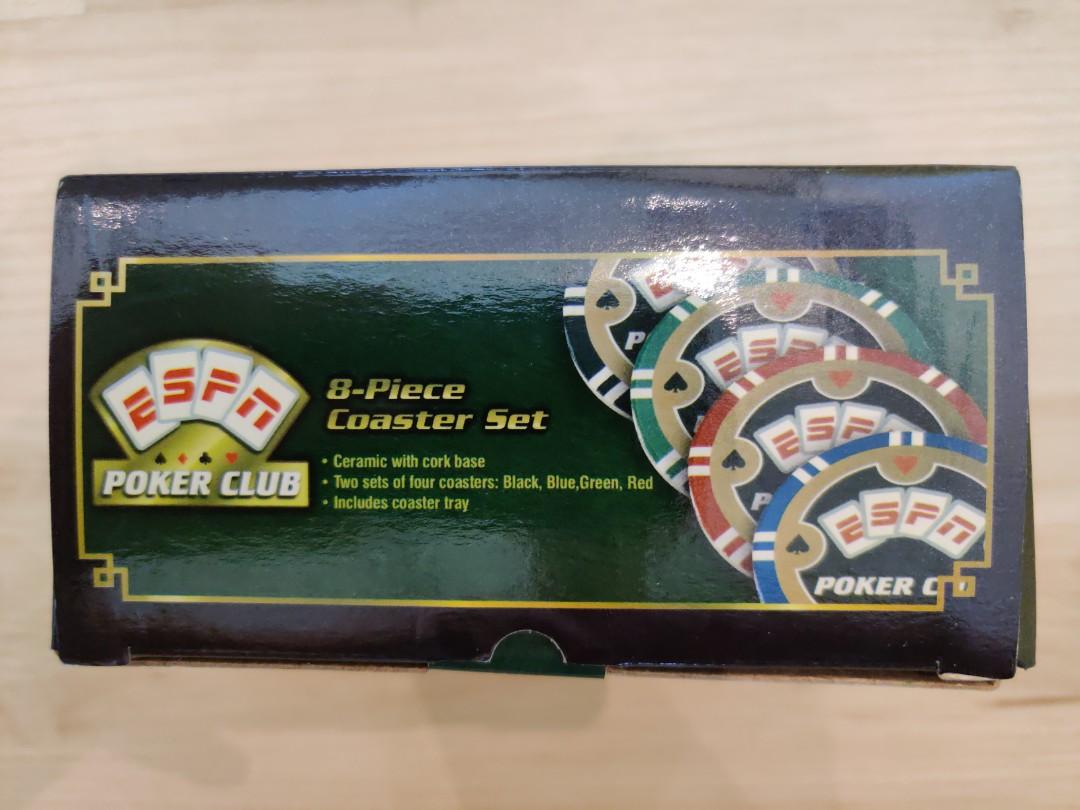 ESPN
POKER CLUB
8-Piece
Coaster Set
• Ceramic with cork base
• Two sets of four coasters: Black, Blue,Green, Red
• Includes coaster tray
ESPN
ESPN
ESPN
POKER C